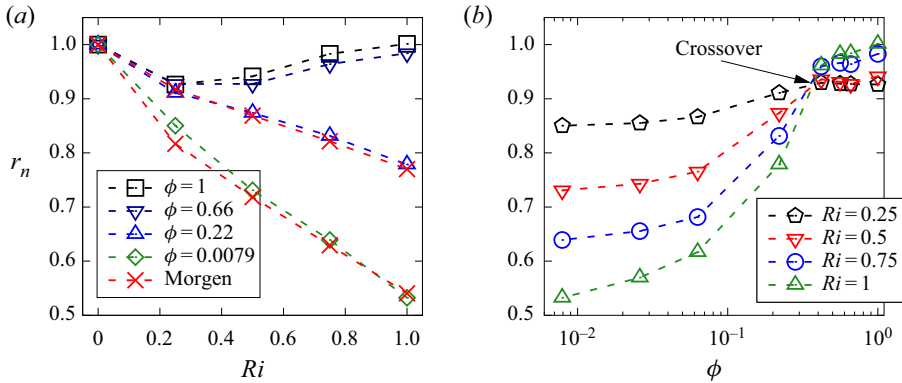 (a)
1.0
0.9
0.8
0.7
0.6
0.5
r_n
ϕ = 1
ϕ = 0.66
ϕ = 0.22
ϕ = 0.0079
Morgen
0 0.2 0.4 0.6 0.8 1.0
Ri
(b)
1.0
0.9
0.8
0.7
0.6
0.5
Crossover
Ri = 0.25
Ri = 0.5
Ri = 0.75
Ri = 1
10⁻² 10⁻¹ 10⁰
ϕ